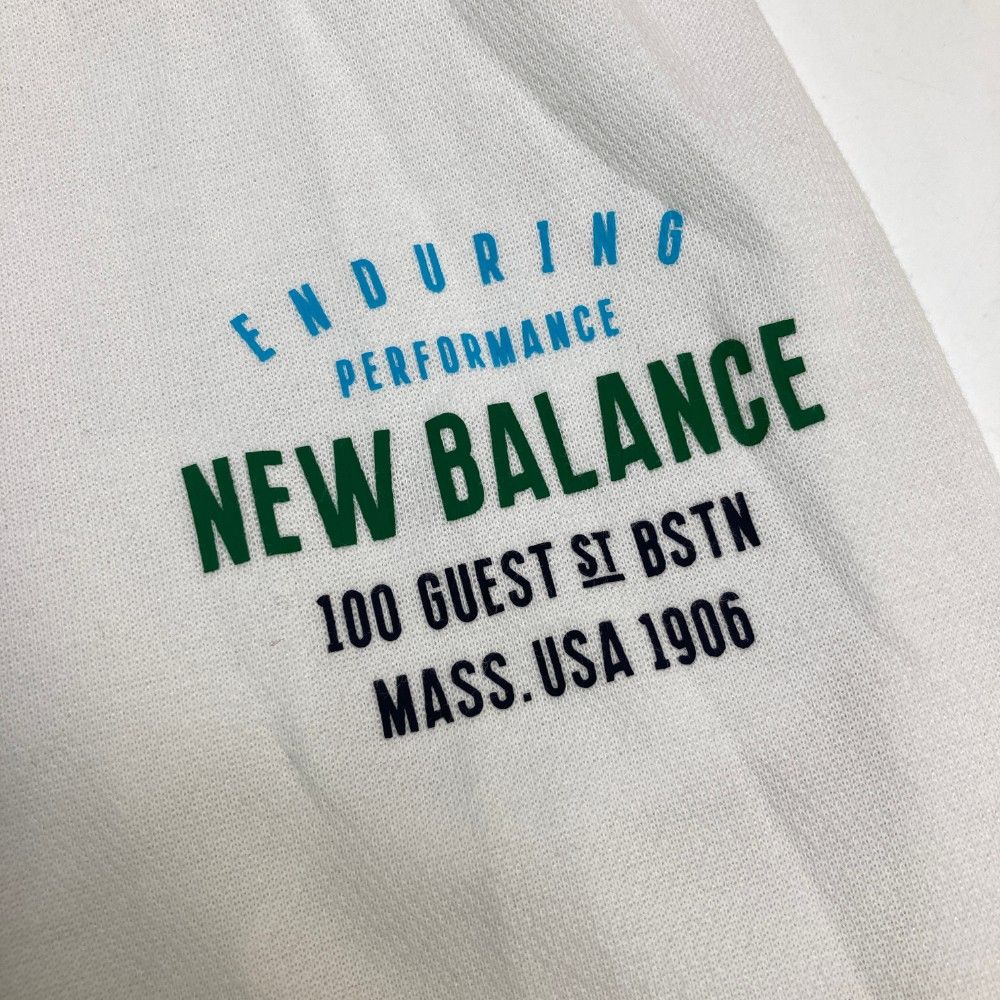 ENDURING
PERFORMANCE
NEW BALANCE
100 GUEST ST BSTN
MASS. USA 1906